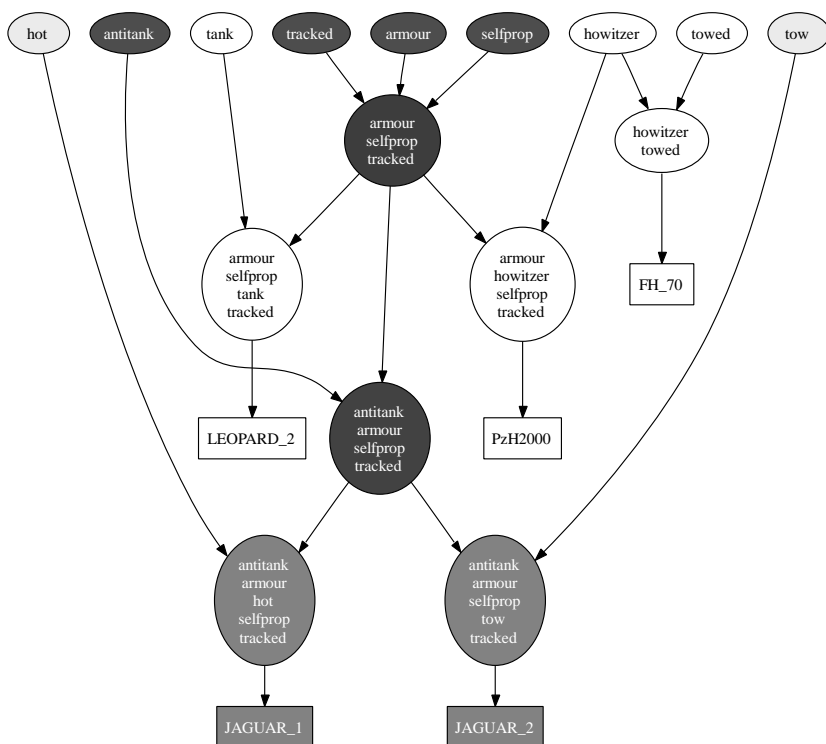 hot
antitank
tank
tracked
armour
selfprop
howitzer
towed
tow
armour
selfprop
tracked
howitzer
towed
armour
selfprop
tank
tracked
armour
howitzer
selfprop
tracked
FH_70
LEOPARD_2
antitank
armour
selfprop
tracked
PzH2000
antitank
armour
hot
selfprop
tracked
antitank
armour
selfprop
tow
tracked
JAGUAR_1
JAGUAR_2